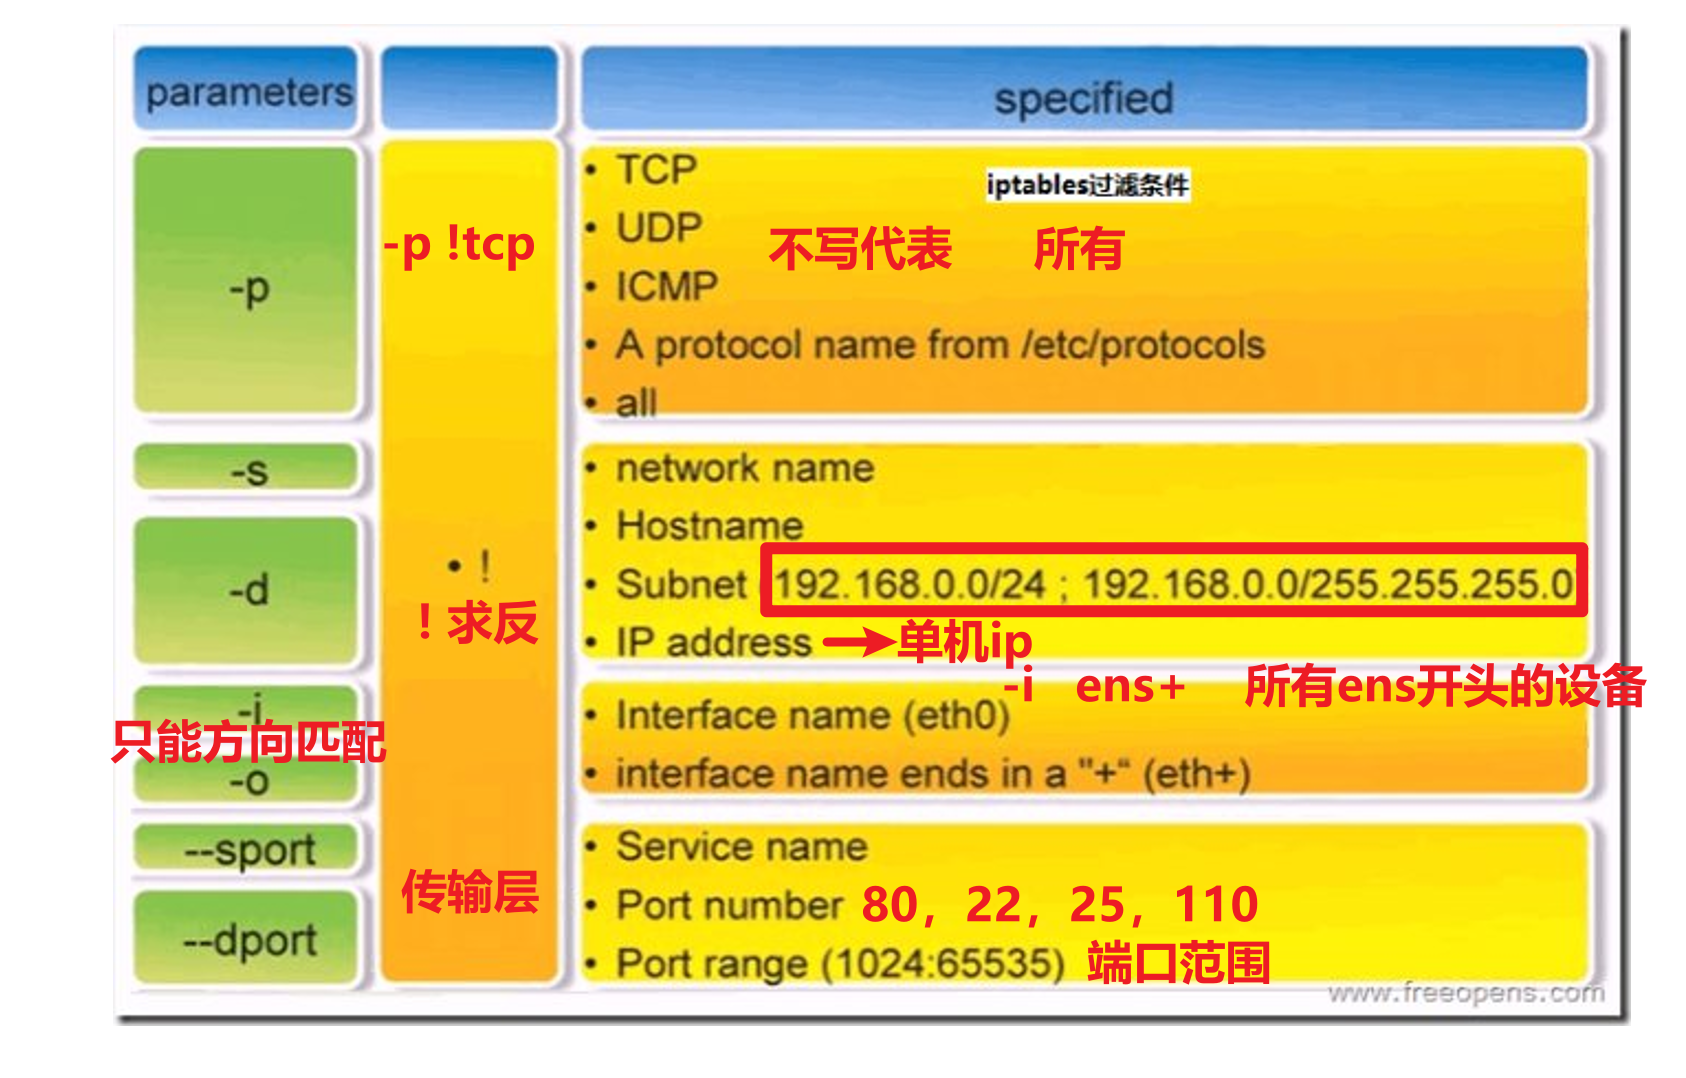 parameters
specified
-p
-p !tcp
• TCP
iptables过滤条件
• UDP
不写代表 所有
• ICMP
• A protocol name from /etc/protocols
• all
-s
-d
• !
! 求反
• network name
• Hostname
• Subnet 192.168.0.0/24 ; 192.168.0.0/255.255.255.0
• IP address
单机ip
-i ens+ 所有ens开头的设备
-i
只能方向匹配
-o
• Interface name (eth0)
• interface name ends in a "+“ (eth+)
--sport
--dport
传输层
• Service name
• Port number 80，22，25，110
• Port range (1024:65535) 端口范围
www.freeopens.com